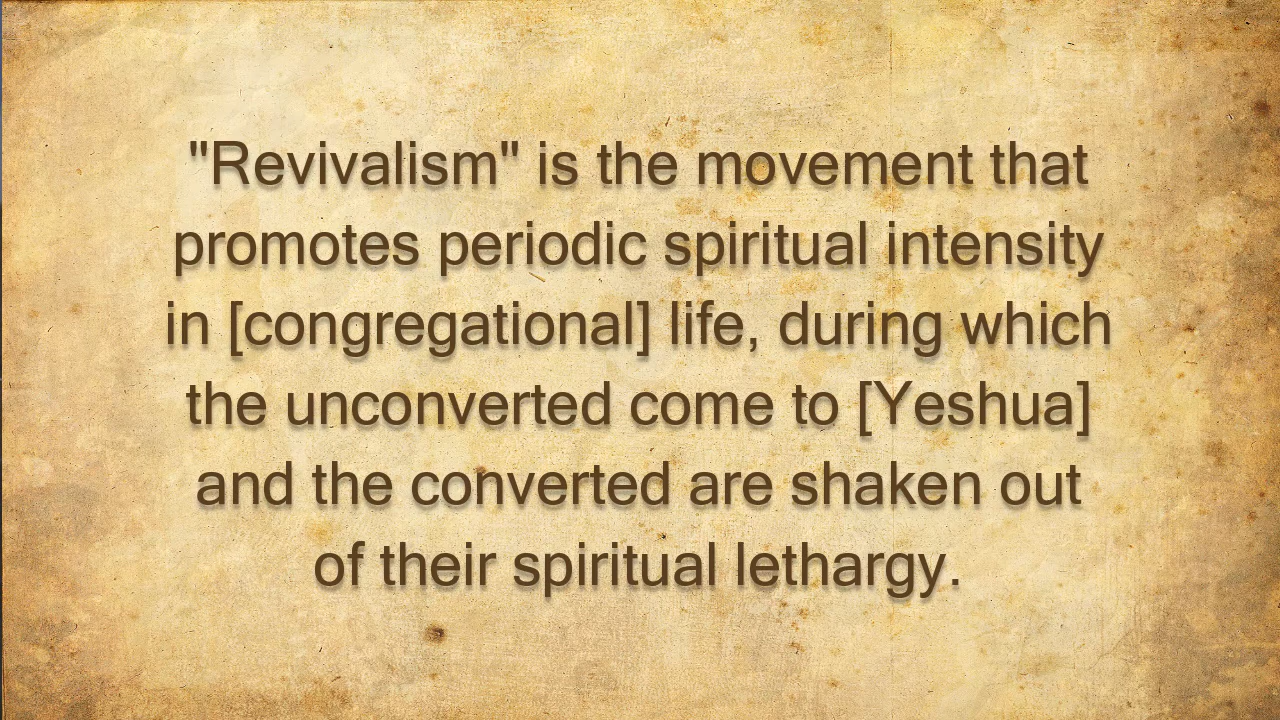 "Revivalism" is the movement that
promotes periodic spiritual intensity
in [congregational] life, during which
the unconverted come to [Yeshua]
and the converted are shaken out
of their spiritual lethargy.